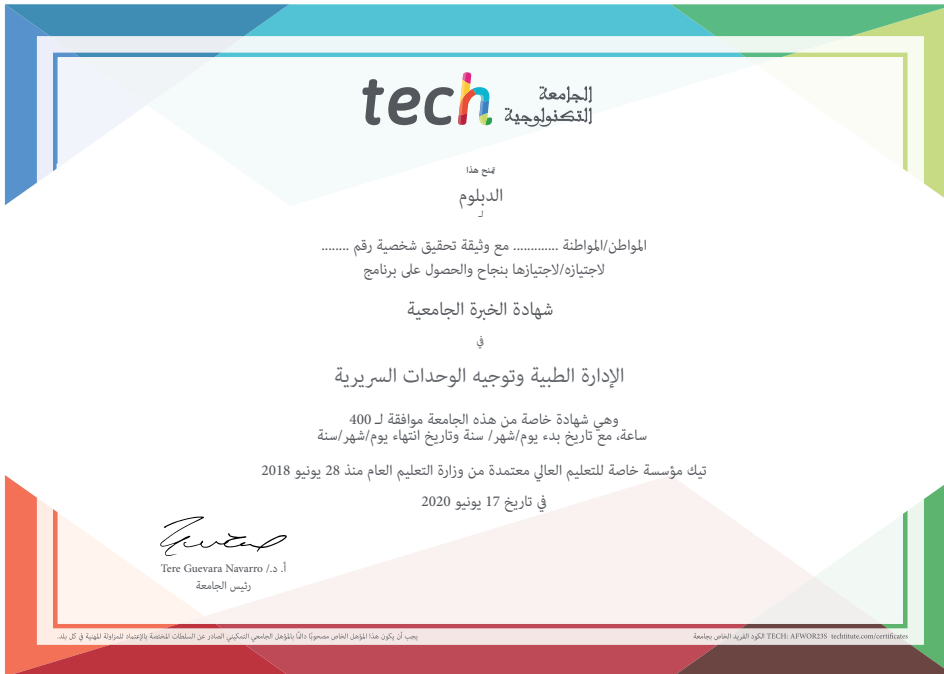 tech الجامعة
التكنولوجية
يمنح هذا
الدبلوم
لـ
المواطن/المواطنة ............. مع وثيقة تحقيق شخصية رقم ........
لاجتيازه/لاجتيازها بنجاح والحصول على برنامج
شهادة الخبرة الجامعية
في
الإدارة الطبية وتوجيه الوحدات السريرية
وهي شهادة خاصة من هذه الجامعة موافقة لـ 400
ساعة، مع تاريخ بدء يوم/شهر/ سنة وتاريخ انتهاء يوم/شهر/سنة
تيك مؤسسة خاصة للتعليم العالي معتمدة من وزارة التعليم العام منذ 28 يونيو 2018
في تاريخ 17 يونيو 2020
أ. د./ Tere Guevara Navarro
رئيس الجامعة
الكود الفريد الخاص بجامعة TECH: AFWOR23S techtitute.com/certificates
يجب أن يكون هذا المؤهل الخاص مصحوبًا دائمًا بالمؤهل الجامعي التمكيني الصادر عن السلطات المختصة بالإعتماد للمزاولة المهنية في كل بلد.